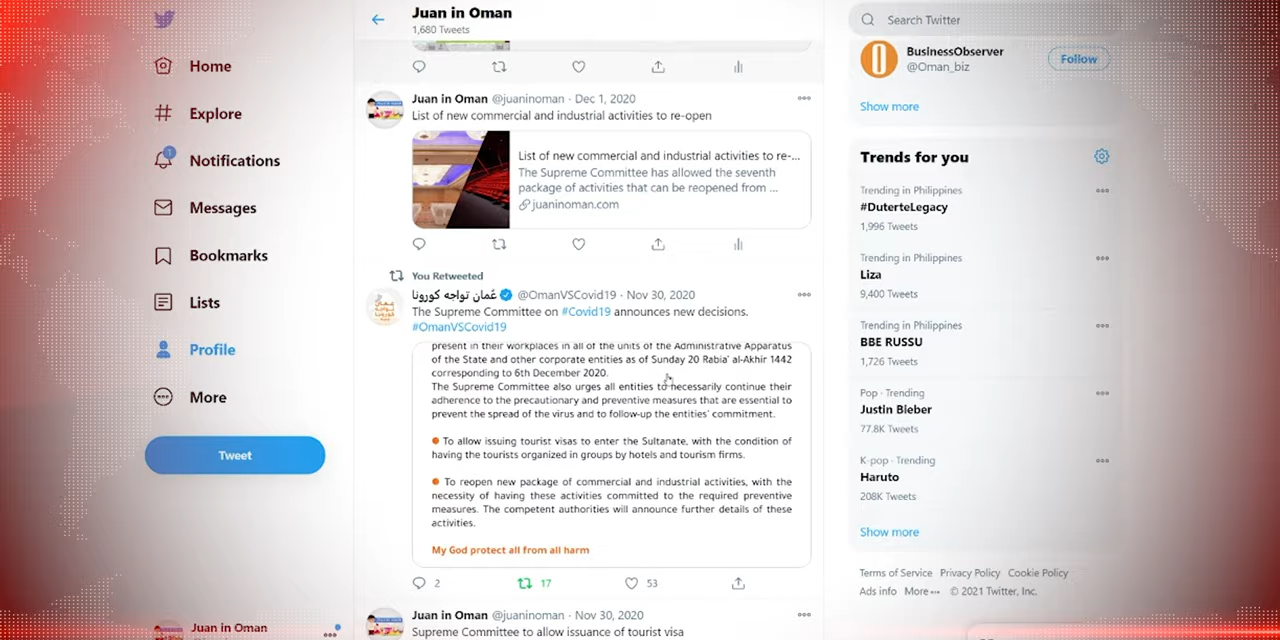 Home
Explore
1
Notifications
Messages
Bookmarks
Lists
Profile
More
Tweet
Juan in Oman
Juan in Oman
1,680 Tweets
Juan in Oman @juaninoman · Dec 1, 2020
List of new commercial and industrial activities to re-open
List of new commercial and industrial activities to re-...
The Supreme Committee has allowed the seventh
package of activities that can be reopened from ...
juaninoman.com
You Retweeted
عُمان تواجه كورونا @OmanVSCovid19 · Nov 30, 2020
The Supreme Committee on #Covid19 announces new decisions.
#OmanVSCovid19
present in their workplaces in all of the units of the Administrative Apparatus
of the State and other corporate entities as of Sunday 20 Rabia' al-Akhir 1442
corresponding to 6th December 2020.
The Supreme Committee also urges all entities to necessarily continue their
adherence to the precautionary and preventive measures that are essential to
prevent the spread of the virus and to follow-up the entities' commitment.
To allow issuing tourist visas to enter the Sultanate, with the condition of
having the tourists organized in groups by hotels and tourism firms.
To reopen new package of commercial and industrial activities, with the
necessity of having these activities committed to the required preventive
measures. The competent authorities will announce further details of these
activities.
My God protect all from all harm
2 17 53
Juan in Oman @juaninoman · Nov 30, 2020
Supreme Committee to allow issuance of tourist visa
Search Twitter
BusinessObserver
@Oman_biz
Follow
Show more
Trends for you
Trending in Philippines
#DuterteLegacy
1,996 Tweets
Trending in Philippines
Liza
9,400 Tweets
Trending in Philippines
BBE RUSSU
1,726 Tweets
Pop · Trending
Justin Bieber
77.8K Tweets
K-pop · Trending
Haruto
208K Tweets
Show more
Terms of Service Privacy Policy Cookie Policy
Ads info More ··· © 2021 Twitter, Inc.